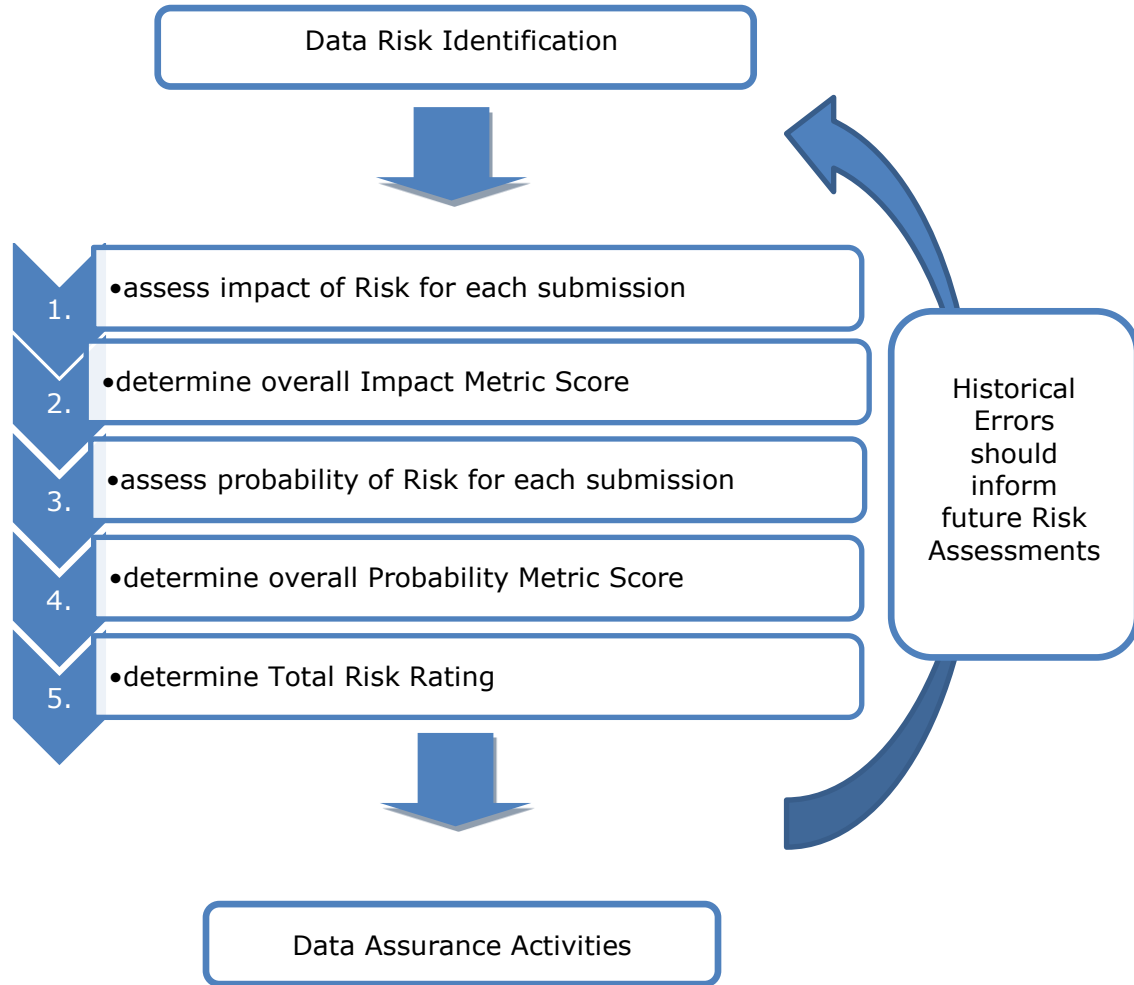 Data Risk Identification
1.
•assess impact of Risk for each submission
2.
•determine overall Impact Metric Score
3.
•assess probability of Risk for each submission
4.
•determine overall Probability Metric Score
5.
•determine Total Risk Rating
Historical
Errors
should
inform
future Risk
Assessments
Data Assurance Activities